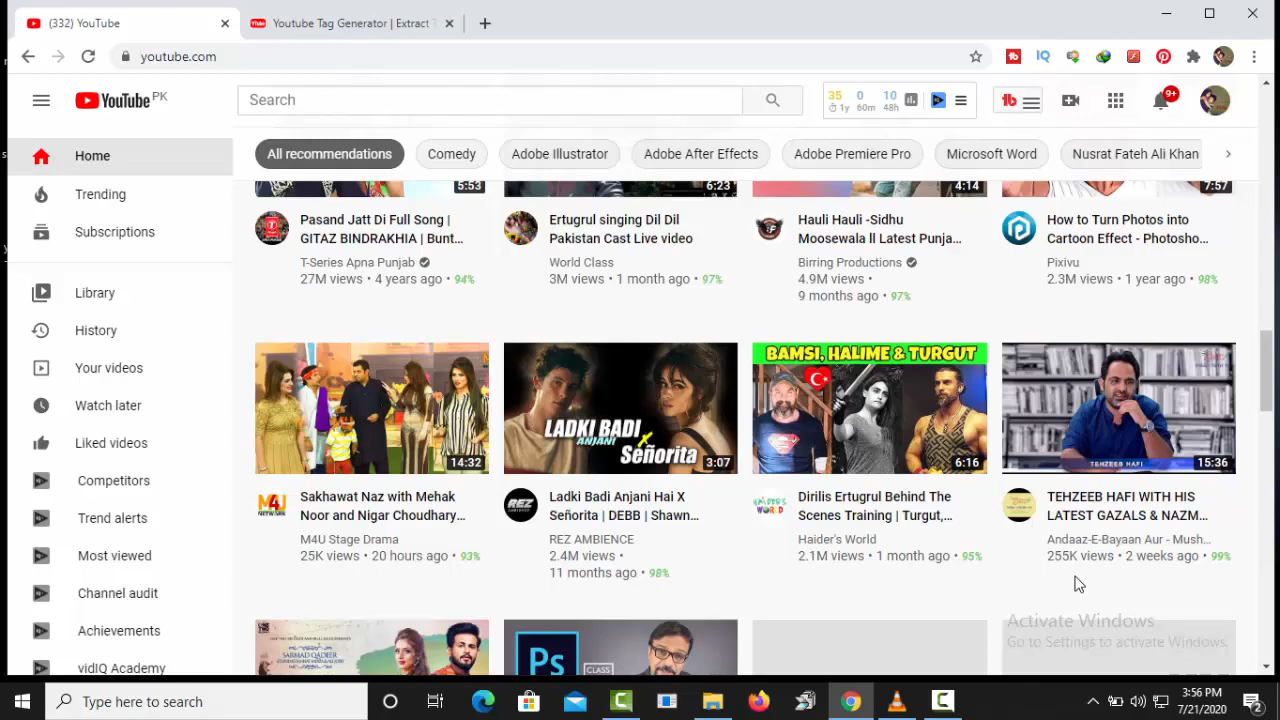 (332) YouTube
Youtube Tag Generator | Extract T
youtube.com
YouTube PK
Search
35 0 10
1y 60m 48h
9+
Home
Trending
Subscriptions
Library
History
Your videos
Watch later
Liked videos
Competitors
Trend alerts
Most viewed
Channel audit
Achievements
vidIQ Academy
All recommendations
Comedy
Adobe Illustrator
Adobe After Effects
Adobe Premiere Pro
Microsoft Word
Nusrat Fateh Ali Khan
5:53
6:23
4:14
7:57
Pasand Jatt Di Full Song |
GITAZ BINDRAKHIA | Bunt...
T-Series Apna Punjab
27M views • 4 years ago • 94%
Ertugrul singing Dil Dil
Pakistan Cast Live video
World Class
3M views • 1 month ago • 97%
Hauli Hauli -Sidhu
Moosewala ll Latest Punja...
Birring Productions
4.9M views •
9 months ago • 97%
How to Turn Photos into
Cartoon Effect - Photosho...
Pixivu
2.3M views • 1 year ago • 98%
14:32
LADKI BADI
ANJANI X
Señorita
3:07
BAMSI, HALIME & TURGUT
6:16
TEHZEEB HAFI
15:36
M4U
NETWORK
Sakhawat Naz with Mehak
Noor and Nigar Choudhary...
M4U Stage Drama
25K views • 20 hours ago • 93%
REZ
AMBIENCE
Ladki Badi Anjani Hai X
Señorita | DEBB | Shawn...
REZ AMBIENCE
2.4M views •
11 months ago • 98%
HAIDER'S
WORLD
Dirilis Ertugrul Behind The
Scenes Training | Turgut,...
Haider's World
2.1M views • 1 month ago • 95%
TEHZEEB HAFI WITH HIS
LATEST GAZALS & NAZM...
Andaaz-E-Bayaan Aur - Mush...
255K views • 2 weeks ago • 99%
SARMAD QADEER
Ps
CLASS
Activate Windows
Go to Settings to activate Windows.
Type here to search
3:56 PM
7/21/2020
2